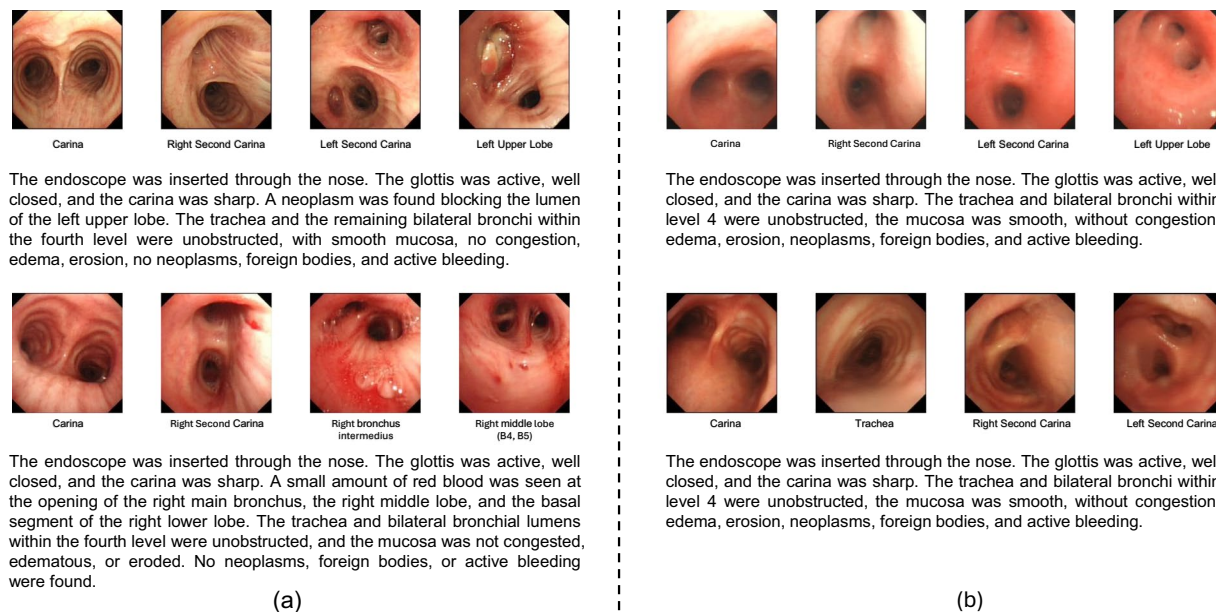 Carina
Right Second Carina
Left Second Carina
Left Upper Lobe
The endoscope was inserted through the nose. The glottis was active, well
closed, and the carina was sharp. A neoplasm was found blocking the lumen
of the left upper lobe. The trachea and the remaining bilateral bronchi within
the fourth level were unobstructed, with smooth mucosa, no congestion,
edema, erosion, no neoplasms, foreign bodies, and active bleeding.
Carina
Right Second Carina
Right bronchus
intermedius
Right middle lobe
(B4, B5)
The endoscope was inserted through the nose. The glottis was active, well
closed, and the carina was sharp. A small amount of red blood was seen at
the opening of the right main bronchus, the right middle lobe, and the basal
segment of the right lower lobe. The trachea and bilateral bronchial lumens
within the fourth level were unobstructed, and the mucosa was not congested,
edematous, or eroded. No neoplasms, foreign bodies, or active bleeding
were found.
(a)
Carina
Right Second Carina
Left Second Carina
Left Upper Lobe
The endoscope was inserted through the nose. The glottis was active, well
closed, and the carina was sharp. The trachea and bilateral bronchi within
level 4 were unobstructed, the mucosa was smooth, without congestion
edema, erosion, neoplasms, foreign bodies, and active bleeding.
Carina
Trachea
Right Second Carina
Left Second Carina
The endoscope was inserted through the nose. The glottis was active, well
closed, and the carina was sharp. The trachea and bilateral bronchi within
level 4 were unobstructed, the mucosa was smooth, without congestion
edema, erosion, neoplasms, foreign bodies, and active bleeding.
(b)